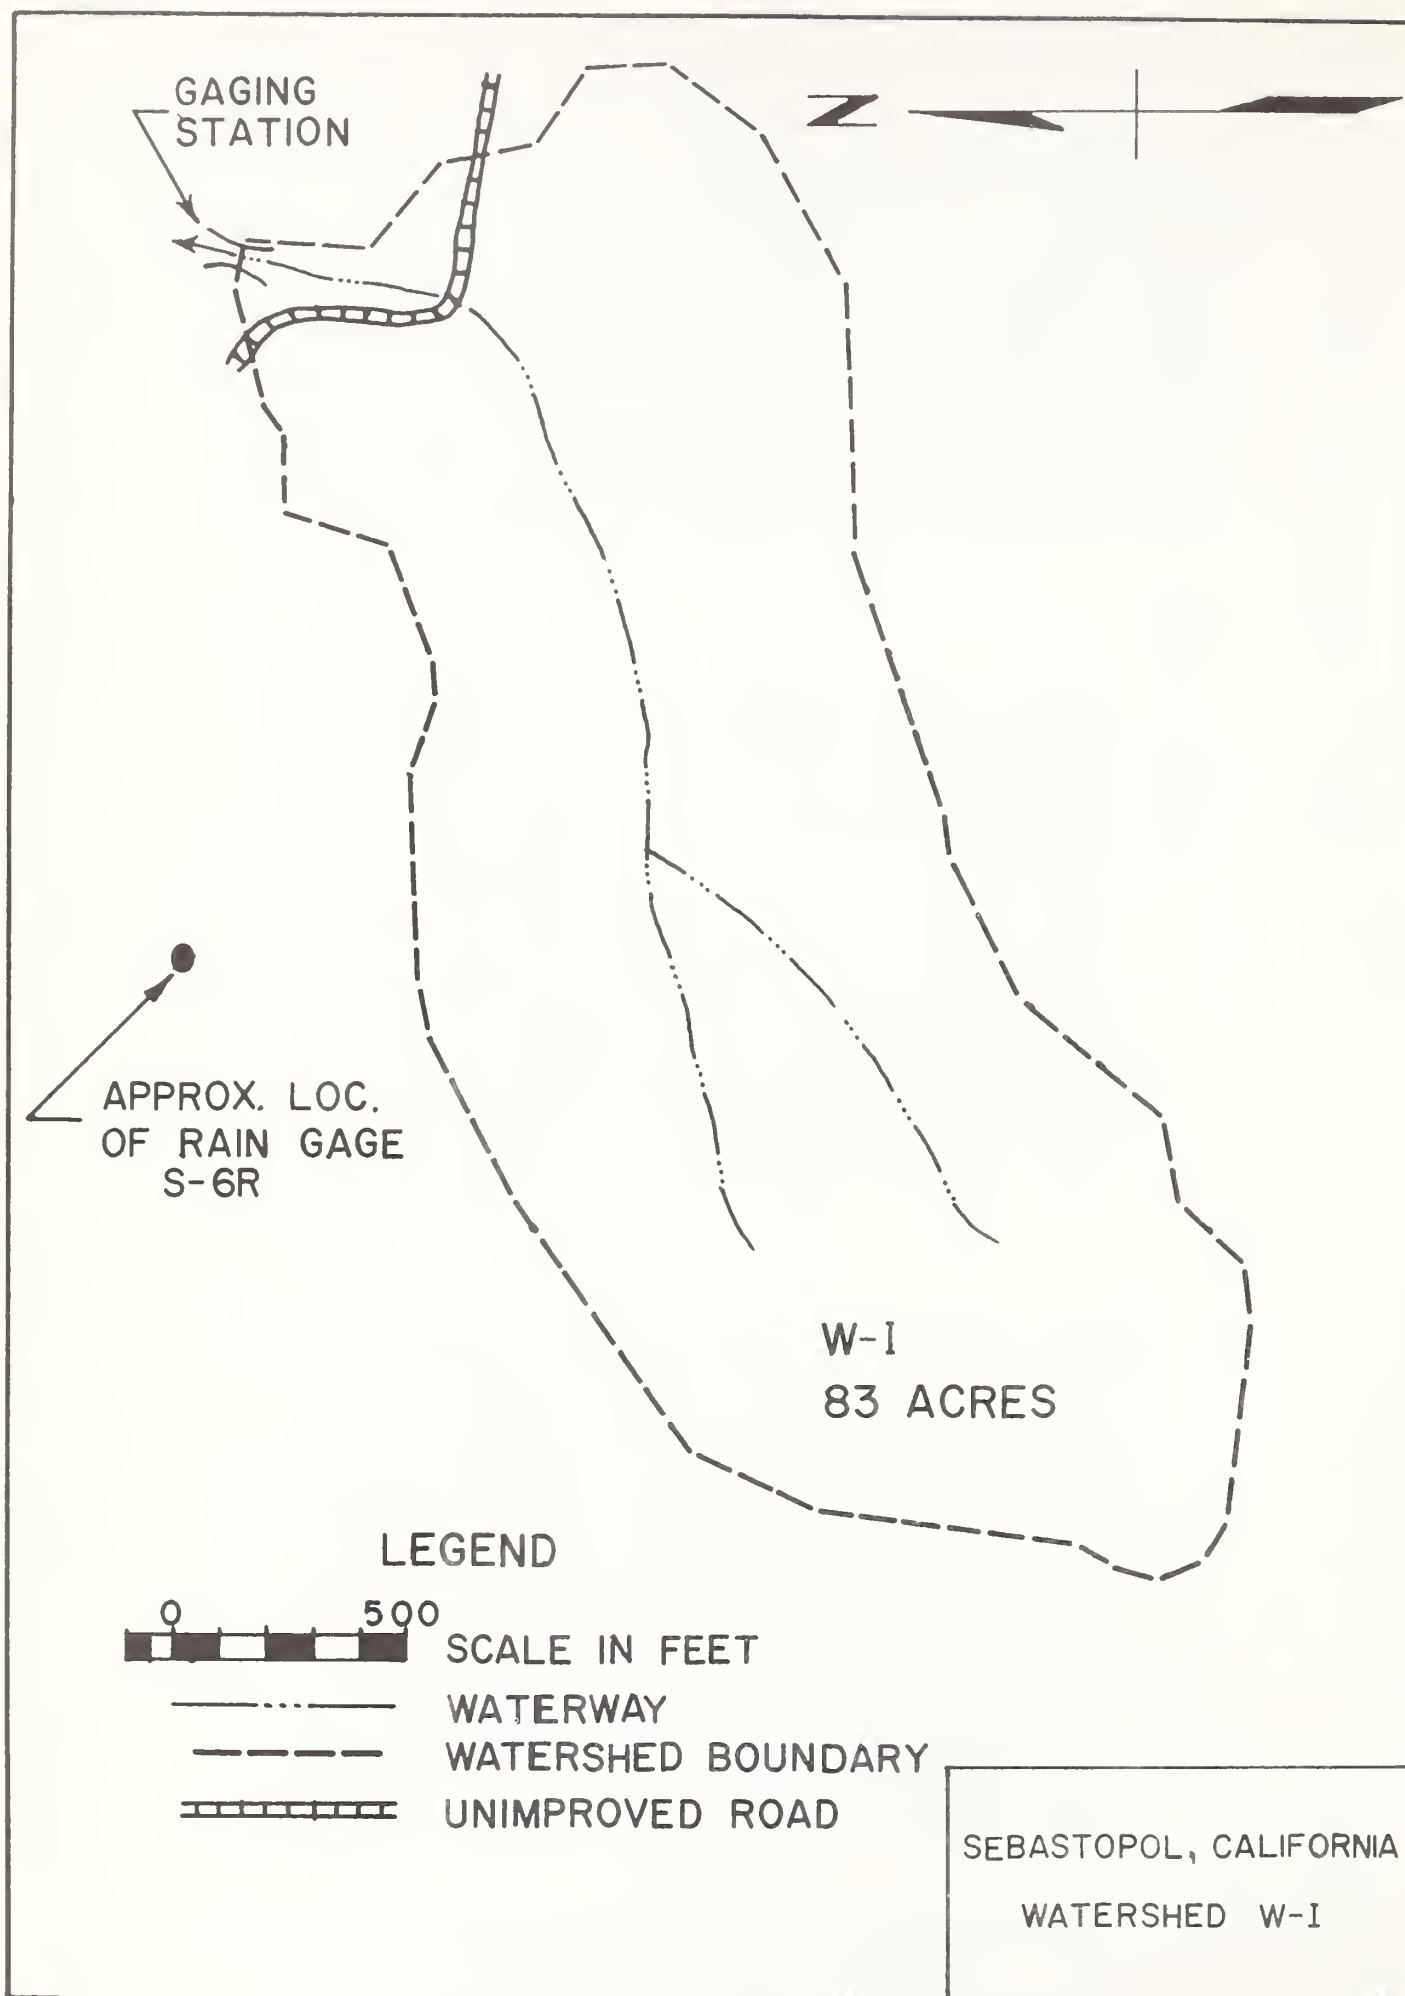 GAGING
STATION
N
APPROX. LOC.
OF RAIN GAGE
S-6R
W-I
83 ACRES
LEGEND
0 500
SCALE IN FEET
WATERWAY
WATERSHED BOUNDARY
UNIMPROVED ROAD
SEBASTOPOL, CALIFORNIA
WATERSHED W-I